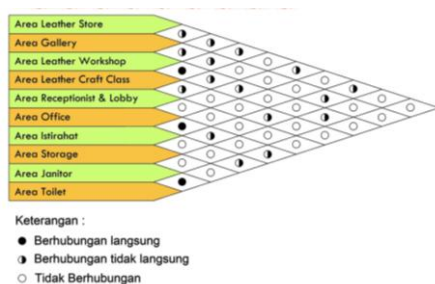 Area Leather Store
Area Gallery
Area Leather Workshop
Area Leather Craft Class
Area Receptionist & Lobby
Area Office
Area Istirahat
Area Storage
Area Janitor
Area Toilet
Keterangan :
Berhubungan langsung
Berhubungan tidak langsung
Tidak Berhubungan